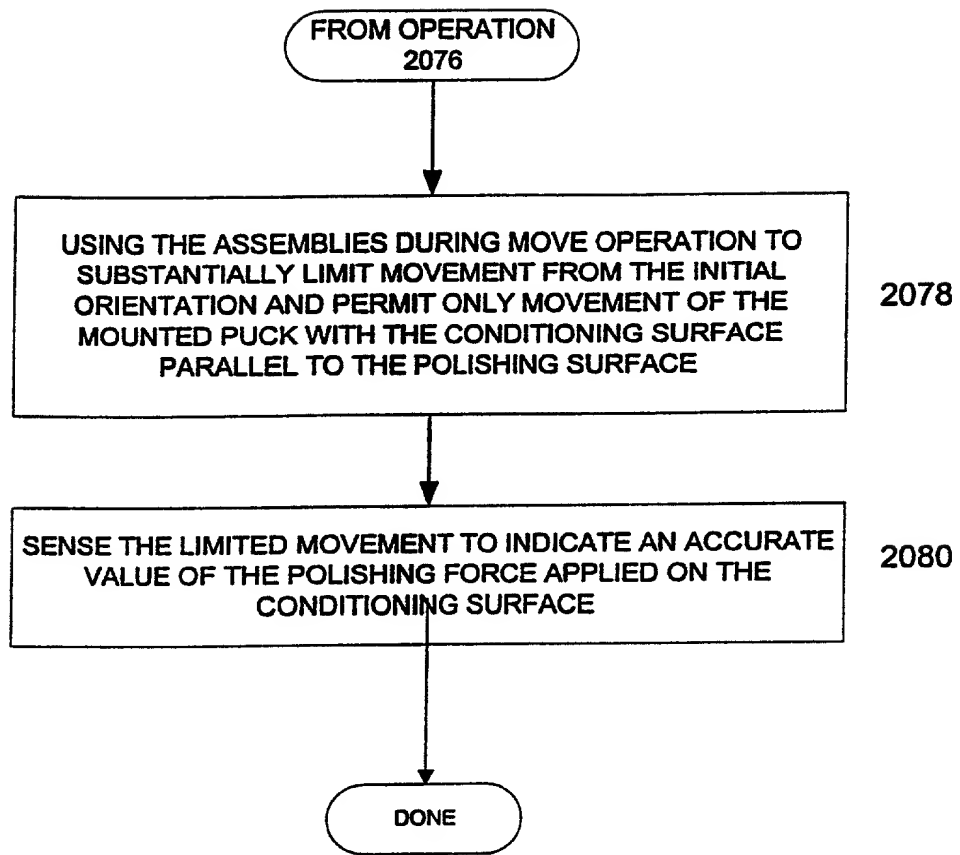 FROM OPERATION
2076
USING THE ASSEMBLIES DURING MOVE OPERATION TO
SUBSTANTIALLY LIMIT MOVEMENT FROM THE INITIAL
ORIENTATION AND PERMIT ONLY MOVEMENT OF THE
MOUNTED PUCK WITH THE CONDITIONING SURFACE
PARALLEL TO THE POLISHING SURFACE
2078
SENSE THE LIMITED MOVEMENT TO INDICATE AN ACCURATE
VALUE OF THE POLISHING FORCE APPLIED ON THE
CONDITIONING SURFACE
2080
DONE